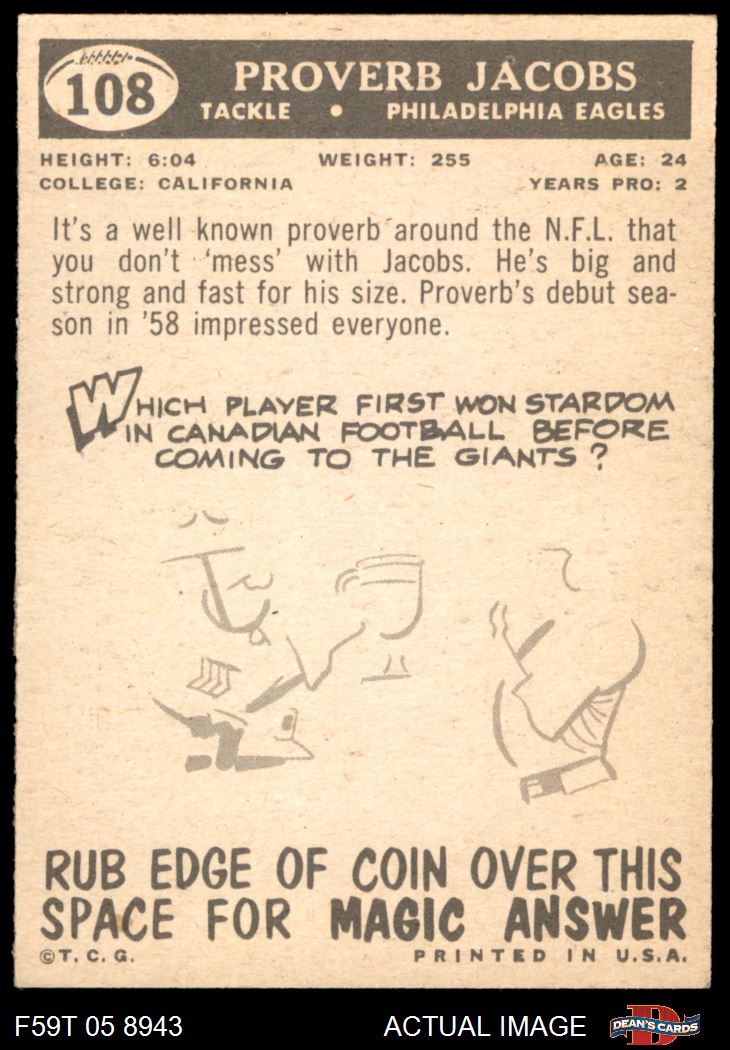 108
PROVERB JACOBS
TACKLE • PHILADELPHIA EAGLES
HEIGHT: 6:04 WEIGHT: 255 AGE: 24
COLLEGE: CALIFORNIA YEARS PRO: 2
It's a well known proverb around the N.F.L. that
you don't 'mess' with Jacobs. He's big and
strong and fast for his size. Proverb's debut sea-
son in '58 impressed everyone.
WHICH PLAYER FIRST WON STARDOM
IN CANADIAN FOOTBALL BEFORE
COMING TO THE GIANTS?
RUB EDGE OF COIN OVER THIS
SPACE FOR MAGIC ANSWER
©T.C.G. PRINTED IN U.S.A.
F59T 05 8943 ACTUAL IMAGE DEAN'S CARDS